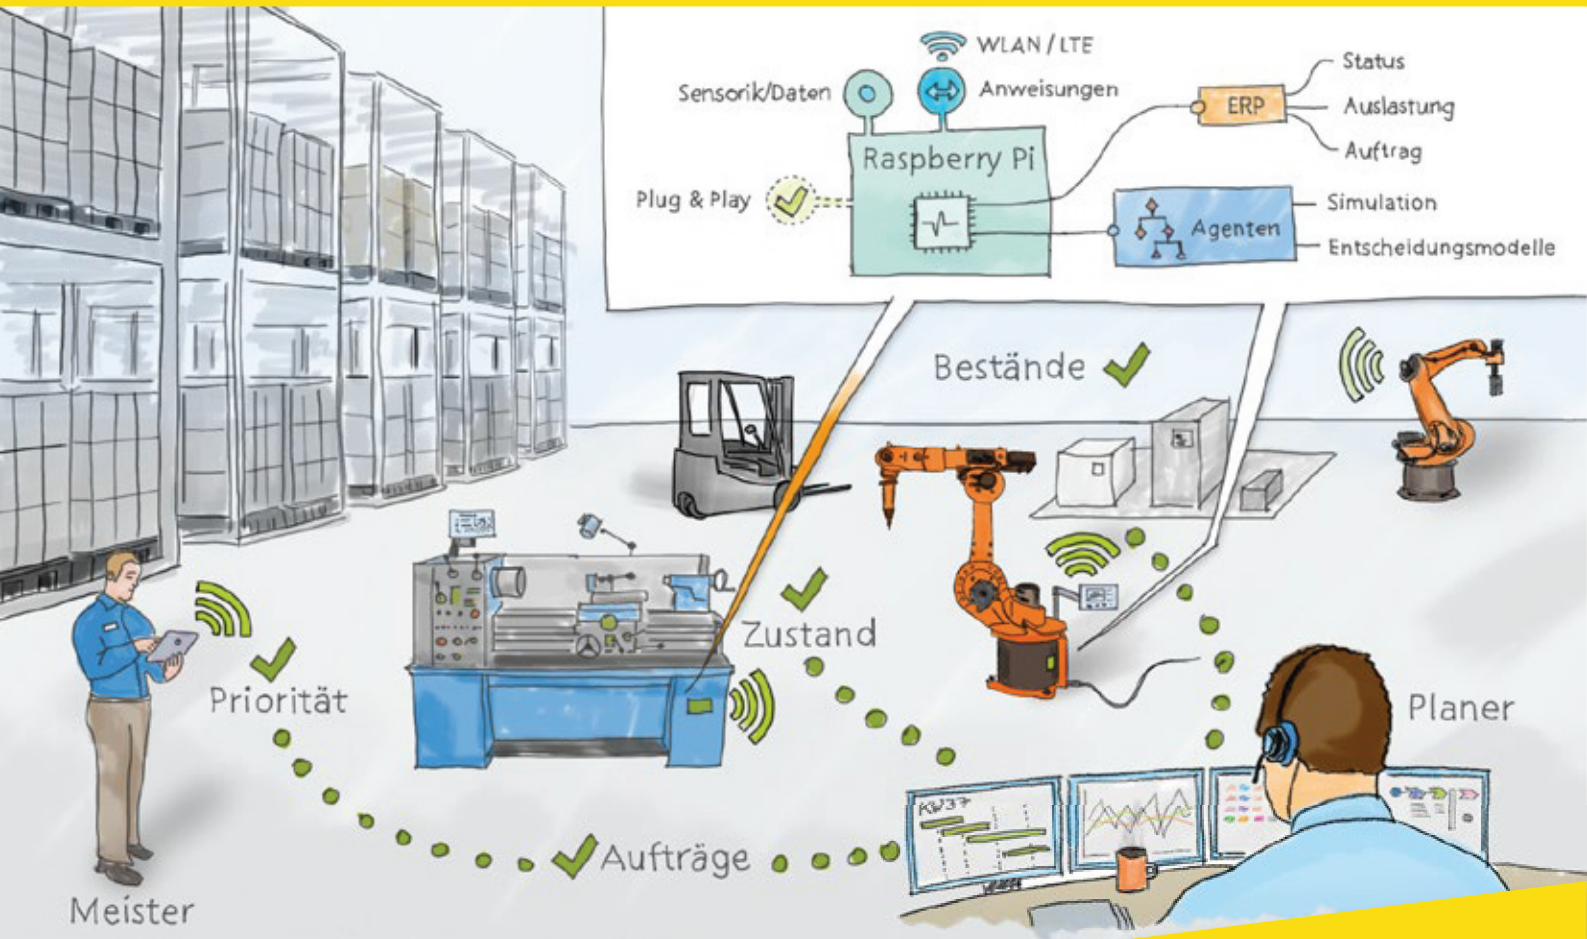 WLAN / LTE
Sensorik/Daten
Anweisungen
Status
ERP
Auslastung
Auftrag
Raspberry Pi
Plug & Play
Agenten
Simulation
Entscheidungsmodelle
Bestände
Zustand
Priorität
Planer
KW37
Aufträge
Meister